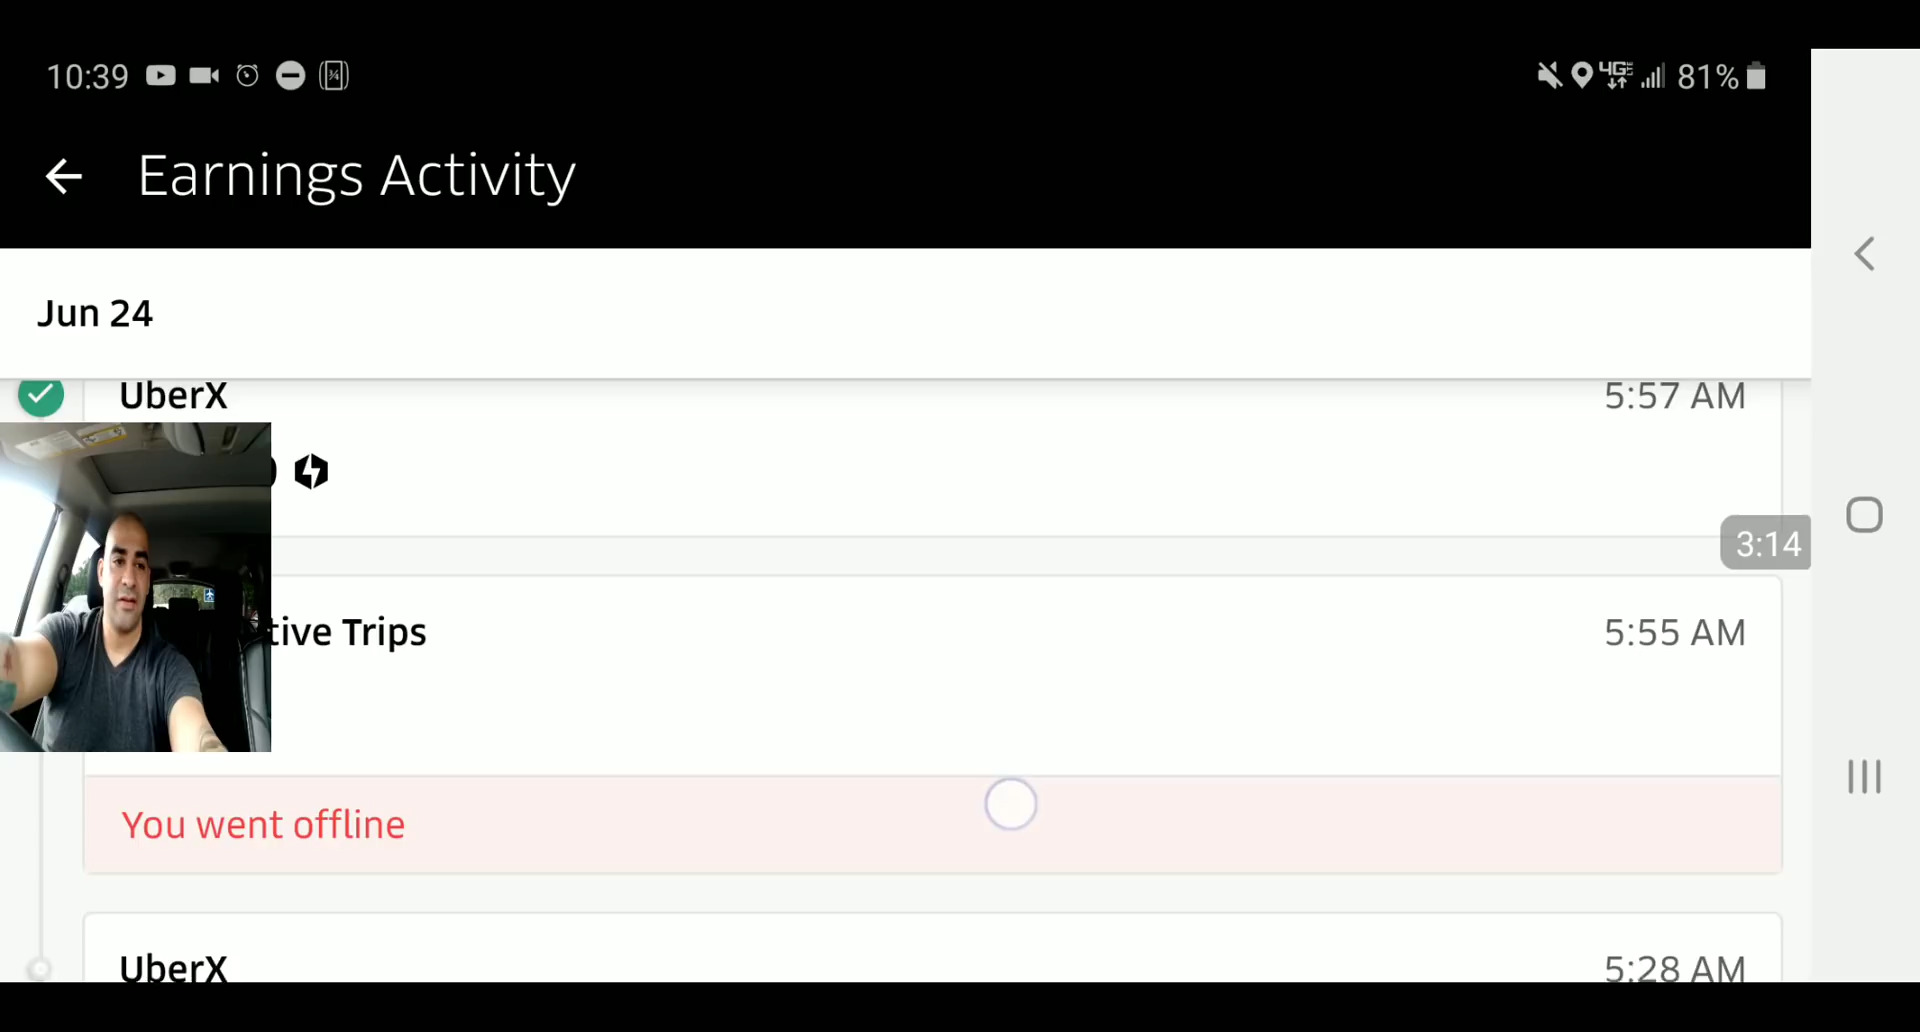 10:39
81%
Earnings Activity
Jun 24
UberX 5:57 AM
3:14
tive Trips 5:55 AM
You went offline
UberX 5:28 AM